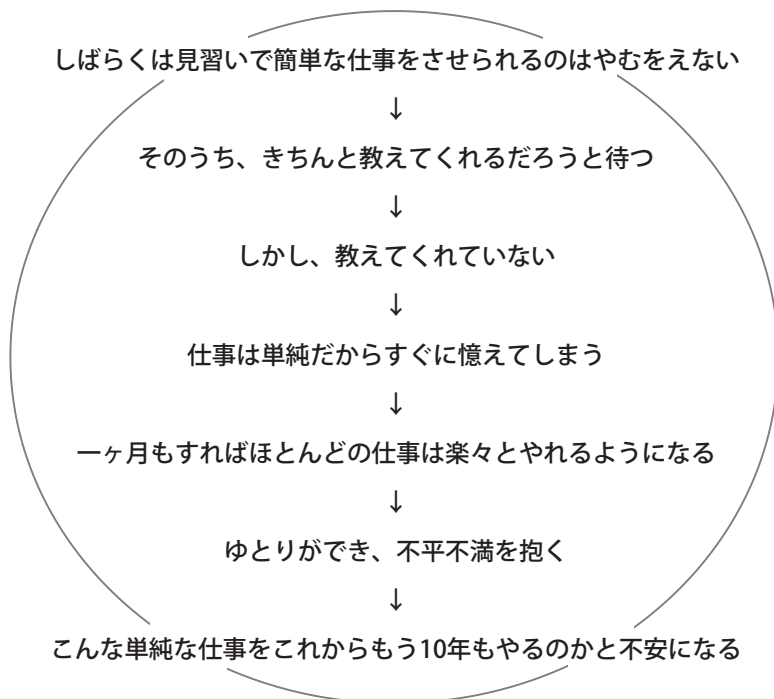 しばらくは見習いで簡単な仕事をさせられるのはやむをえない
↓
そのうち、きちんと教えてくれるだろうと待つ
↓
しかし、教えてくれていない
↓
仕事は単純だからすぐに憶えてしまう
↓
一ヶ月もすればほとんどの仕事は楽々とやれるようになる
↓
ゆとりができ、不平不満を抱く
↓
こんな単純な仕事をこれからもう10年もやるのかと不安になる